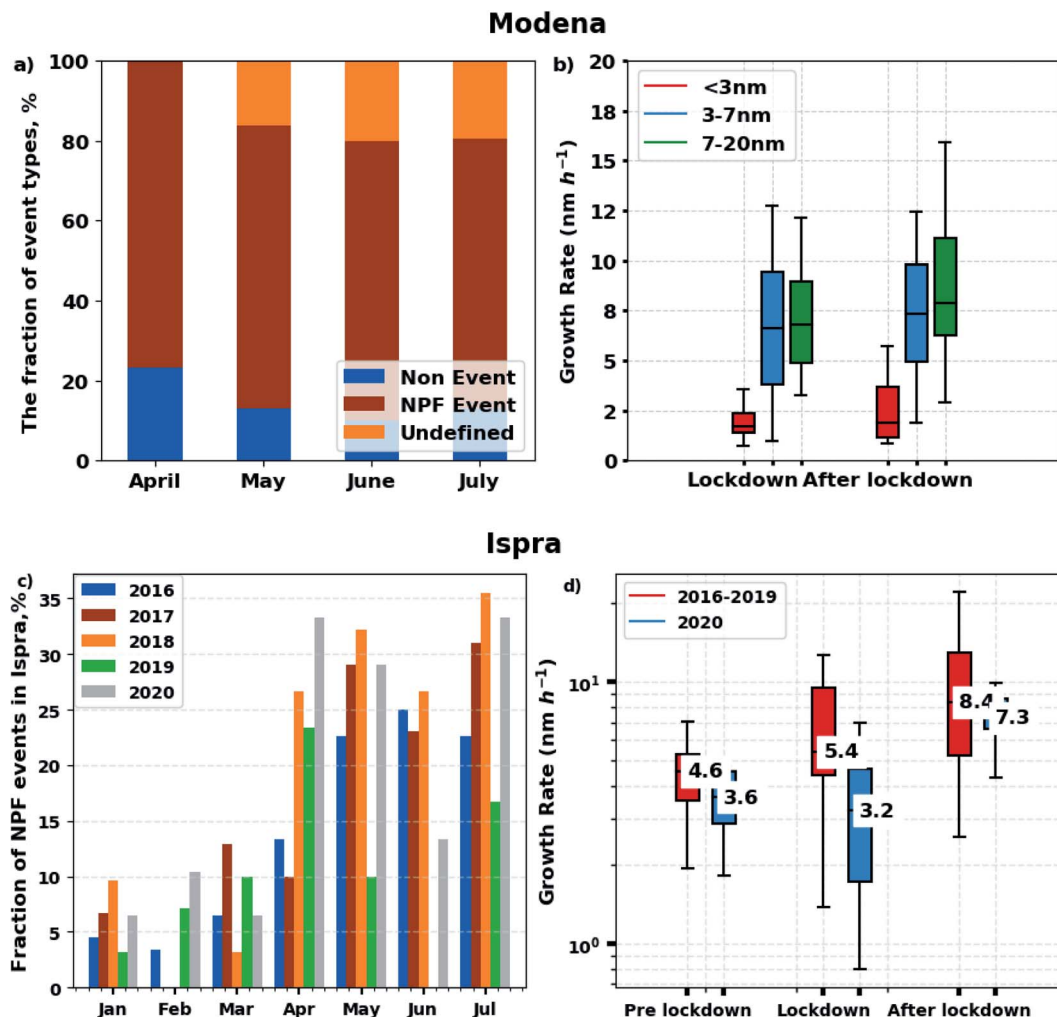 Modena
a)
100
80
60
40
20
0
The fraction of event types, %
Non Event
NPF Event
Undefined
April May June July
b)
20
18
15
12
10
8
5
2
0
Growth Rate (nm h⁻¹)
<3nm
3-7nm
7-20nm
Lockdown After lockdown
Ispra
c)
35
30
25
20
15
10
5
0
Fraction of NPF events in Ispra,%
2016
2017
2018
2019
2020
Jan Feb Mar Apr May Jun Jul
d)
10¹
10⁰
Growth Rate (nm h⁻¹)
2016-2019
2020
4.6
3.6
5.4
3.2
8.4
7.3
Pre lockdown Lockdown After lockdown